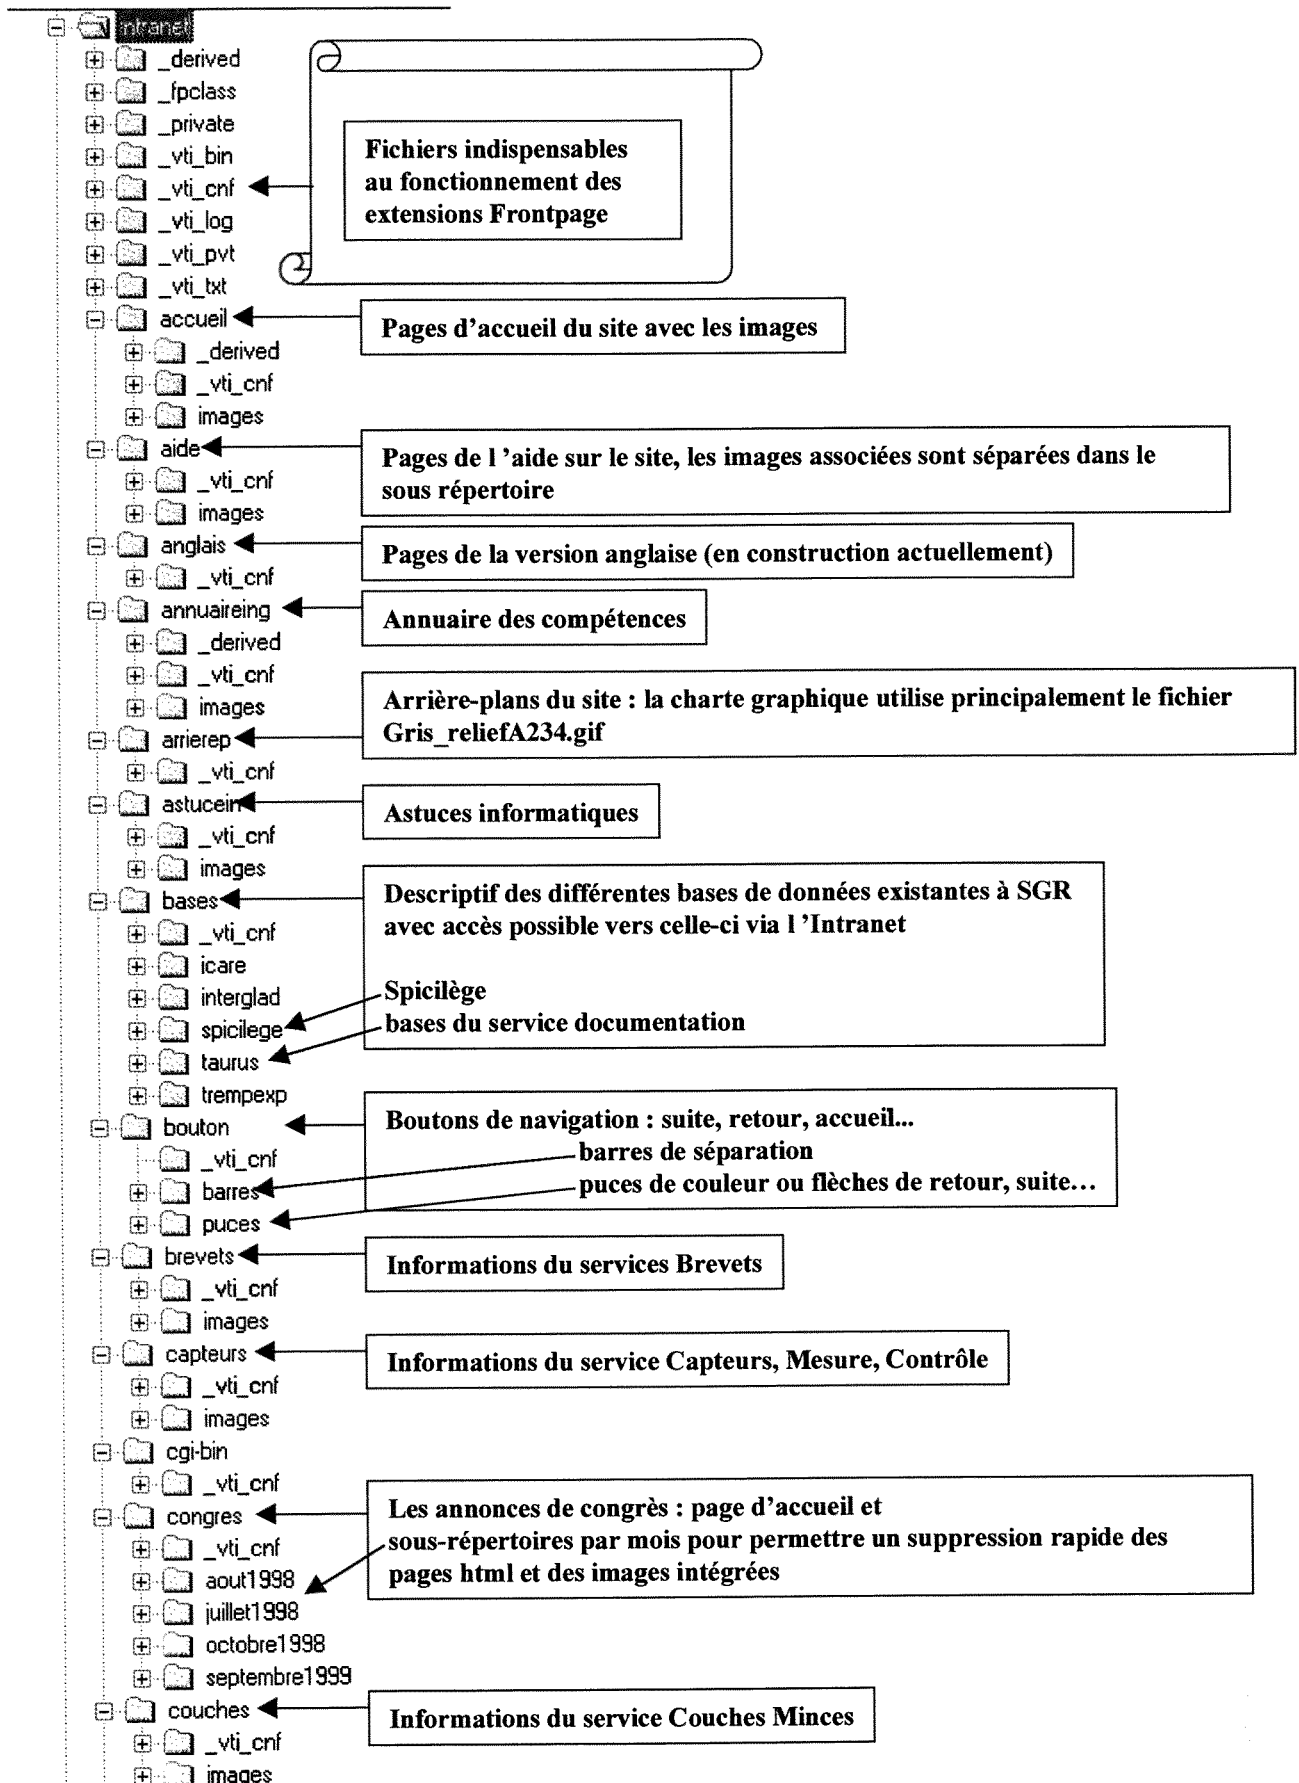 intranet
_derived
_fpclass
_private
_vti_bin
_vti_cnf
_vti_log
_vti_pvt
_vti_txt
Fichiers indispensables
au fonctionnement des
extensions Frontpage
accueil
Pages d'accueil du site avec les images
_derived
_vti_cnf
images
aide
Pages de l 'aide sur le site, les images associées sont séparées dans le
sous répertoire
_vti_cnf
images
anglais
Pages de la version anglaise (en construction actuellement)
_vti_cnf
annuaireing
Annuaire des compétences
_derived
_vti_cnf
images
Arrière-plans du site : la charte graphique utilise principalement le fichier
Gris_reliefA234.gif
arrierep
_vti_cnf
astucein
Astuces informatiques
_vti_cnf
images
bases
Descriptif des différentes bases de données existantes à SGR
avec accès possible vers celle-ci via l 'Intranet
_vti_cnf
icare
interglad
Spicilège
spicilege
bases du service documentation
taurus
trempexp
bouton
Boutons de navigation : suite, retour, accueil...
_vti_cnf
barres de séparation
barres
puces de couleur ou flèches de retour, suite…
puces
brevets
Informations du services Brevets
_vti_cnf
images
capteurs
Informations du service Capteurs, Mesure, Contrôle
_vti_cnf
images
cgi-bin
_vti_cnf
congres
Les annonces de congrès : page d'accueil et
sous-répertoires par mois pour permettre un suppression rapide des
pages html et des images intégrées
_vti_cnf
aout1998
juillet1998
octobre1998
septembre1999
couches
Informations du service Couches Minces
_vti_cnf
images